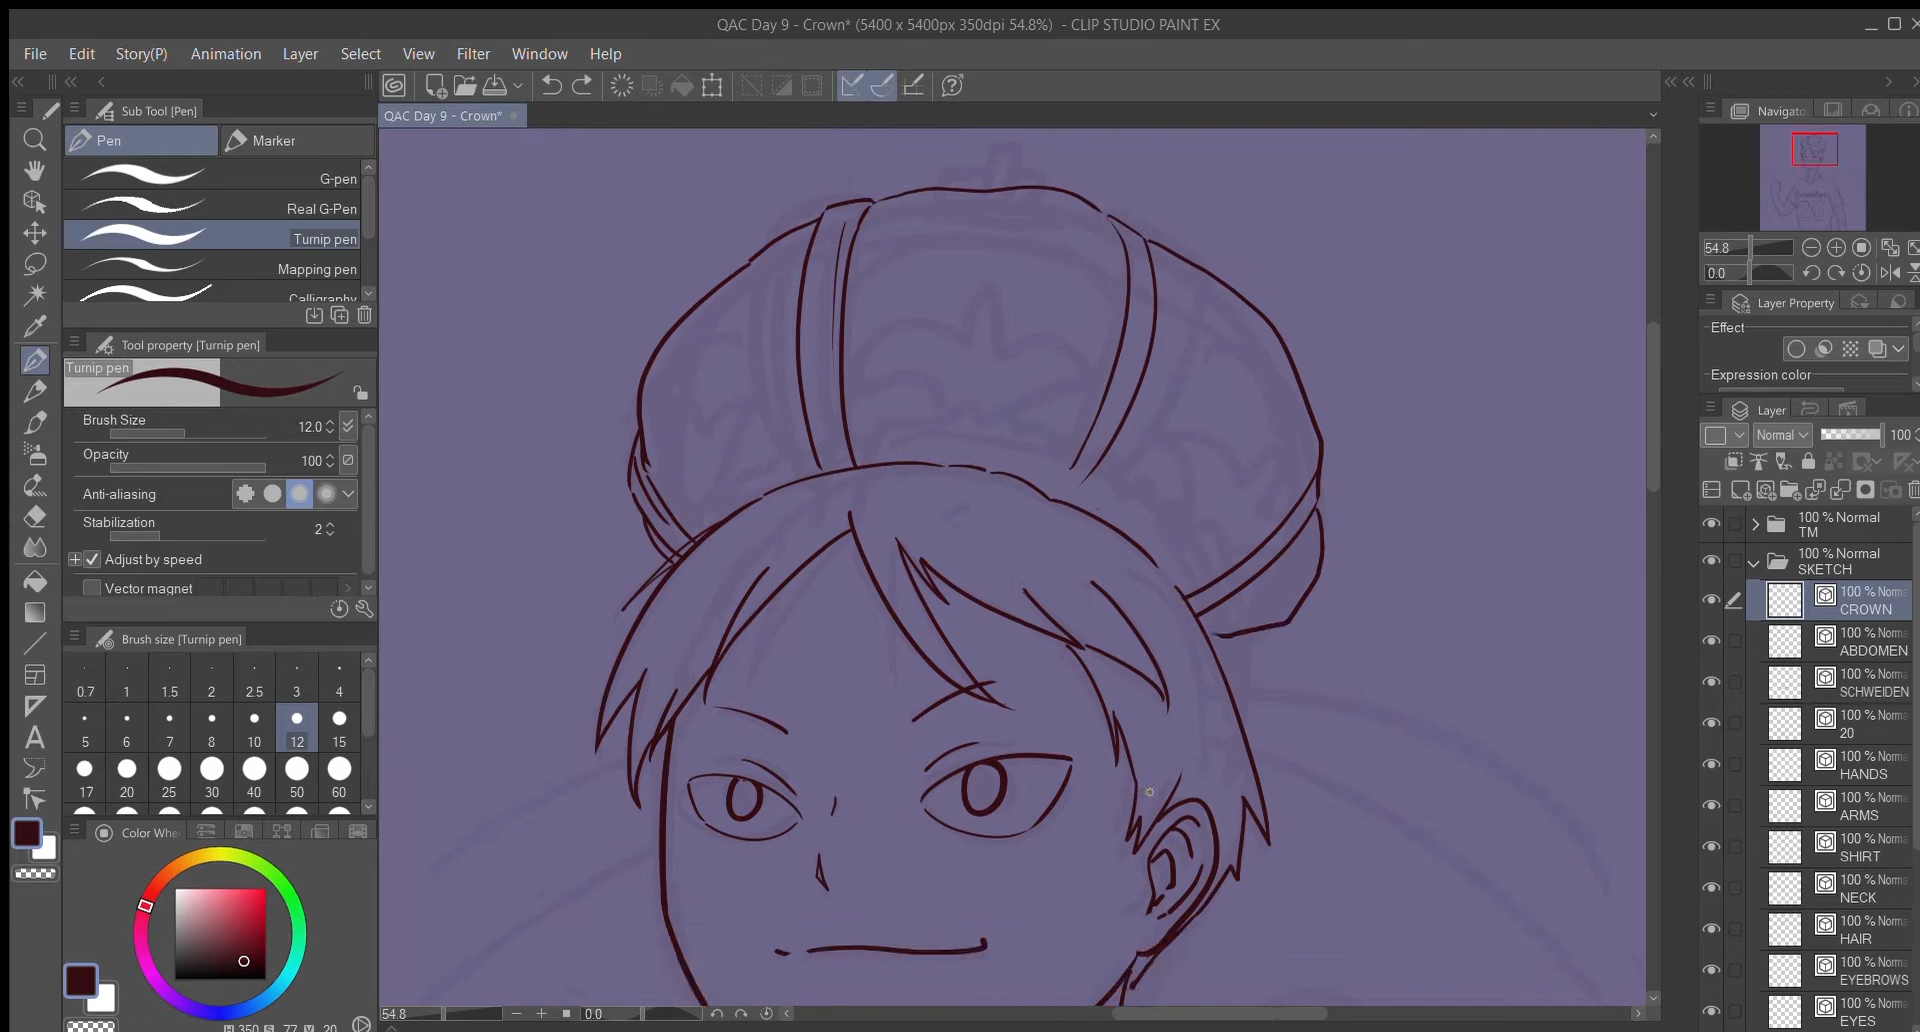 QAC Day 9 - Crown* (5400 x 5400px 350dpi 54.8%) - CLIP STUDIO PAINT EX
File Edit Story(P) Animation Layer Select View Filter Window Help
Sub Tool [Pen]
QAC Day 9 - Crown*
Navigato
Pen Marker
G-pen
Real G-Pen
Turnip pen
Mapping pen
Calligraphy
54.8
0.0
Layer Property
Effect
Expression color
Tool property [Turnip pen]
Turnip pen
Brush Size 12.0
Opacity 100
Anti-aliasing
Stabilization 2
Adjust by speed
Vector magnet
Brush size [Turnip pen]
0.7 1 1.5 2 2.5 3 4
5 6 7 8 10 12 15
17 20 25 30 40 50 60
Color Whe
H 350 S 77 V 20
54.8 0.0
Layer
Normal 100
100 % Normal
TM
100 % Normal
SKETCH
100 % Norma
CROWN
100 % Norma
ABDOMEN
100 % Norma
SCHWEIDEN
100 % Norma
20
100 % Norma
HANDS
100 % Norma
ARMS
100 % Norma
SHIRT
100 % Norma
NECK
100 % Norma
HAIR
100 % Norma
EYEBROWS
100 % Norma
EYES